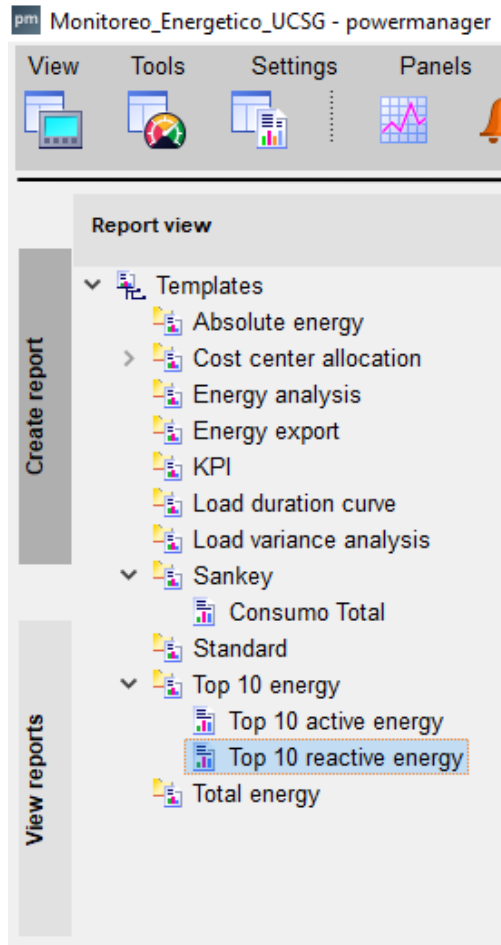 pm Monitoreo_Energetico_UCSG - powermanager
View Tools Settings Panels
Report view
Create report
View reports
Templates
Absolute energy
Cost center allocation
Energy analysis
Energy export
KPI
Load duration curve
Load variance analysis
Sankey
Consumo Total
Standard
Top 10 energy
Top 10 active energy
Top 10 reactive energy
Total energy